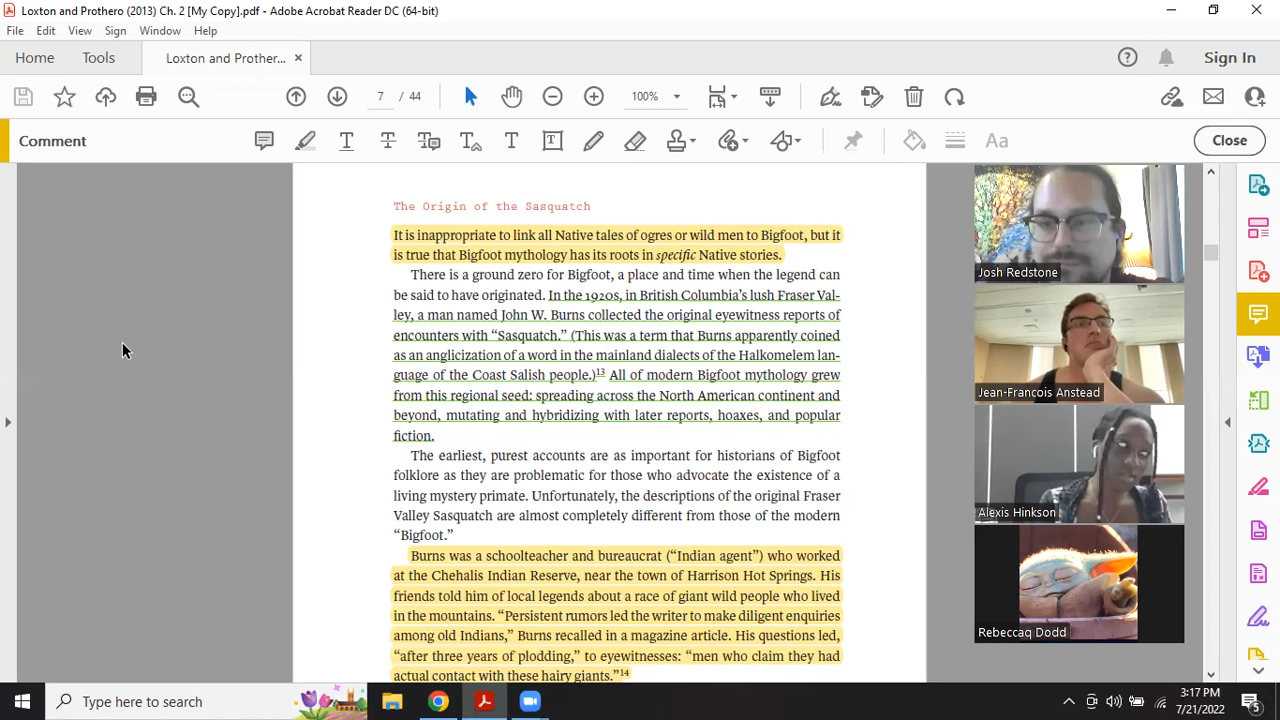 Loxton and Prothero (2013) Ch. 2 [My Copy].pdf - Adobe Acrobat Reader DC (64-bit)
File Edit View Sign Window Help
Home Tools Loxton and Prother... × Sign In
7 / 44 100%
Comment Close
The Origin of the Sasquatch
It is inappropriate to link all Native tales of ogres or wild men to Bigfoot, but it
is true that Bigfoot mythology has its roots in specific Native stories.
There is a ground zero for Bigfoot, a place and time when the legend can
be said to have originated. In the 1920s, in British Columbia’s lush Fraser Val-
ley, a man named John W. Burns collected the original eyewitness reports of
encounters with “Sasquatch.” (This was a term that Burns apparently coined
as an anglicization of a word in the mainland dialects of the Halkomelem lan-
guage of the Coast Salish people.)13 All of modern Bigfoot mythology grew
from this regional seed: spreading across the North American continent and
beyond, mutating and hybridizing with later reports, hoaxes, and popular
fiction.
The earliest, purest accounts are as important for historians of Bigfoot
folklore as they are problematic for those who advocate the existence of a
living mystery primate. Unfortunately, the descriptions of the original Fraser
Valley Sasquatch are almost completely different from those of the modern
“Bigfoot.”
Burns was a schoolteacher and bureaucrat (“Indian agent”) who worked
at the Chehalis Indian Reserve, near the town of Harrison Hot Springs. His
friends told him of local legends about a race of giant wild people who lived
in the mountains. “Persistent rumors led the writer to make diligent enquiries
among old Indians,” Burns recalled in a magazine article. His questions led,
“after three years of plodding,” to eyewitnesses: “men who claim they had
actual contact with these hairy giants.”14
Josh Redstone
Jean-Francois Anstead
Alexis Hinkson
Rebeccaq Dodd
Type here to search
3:17 PM
7/21/2022
5